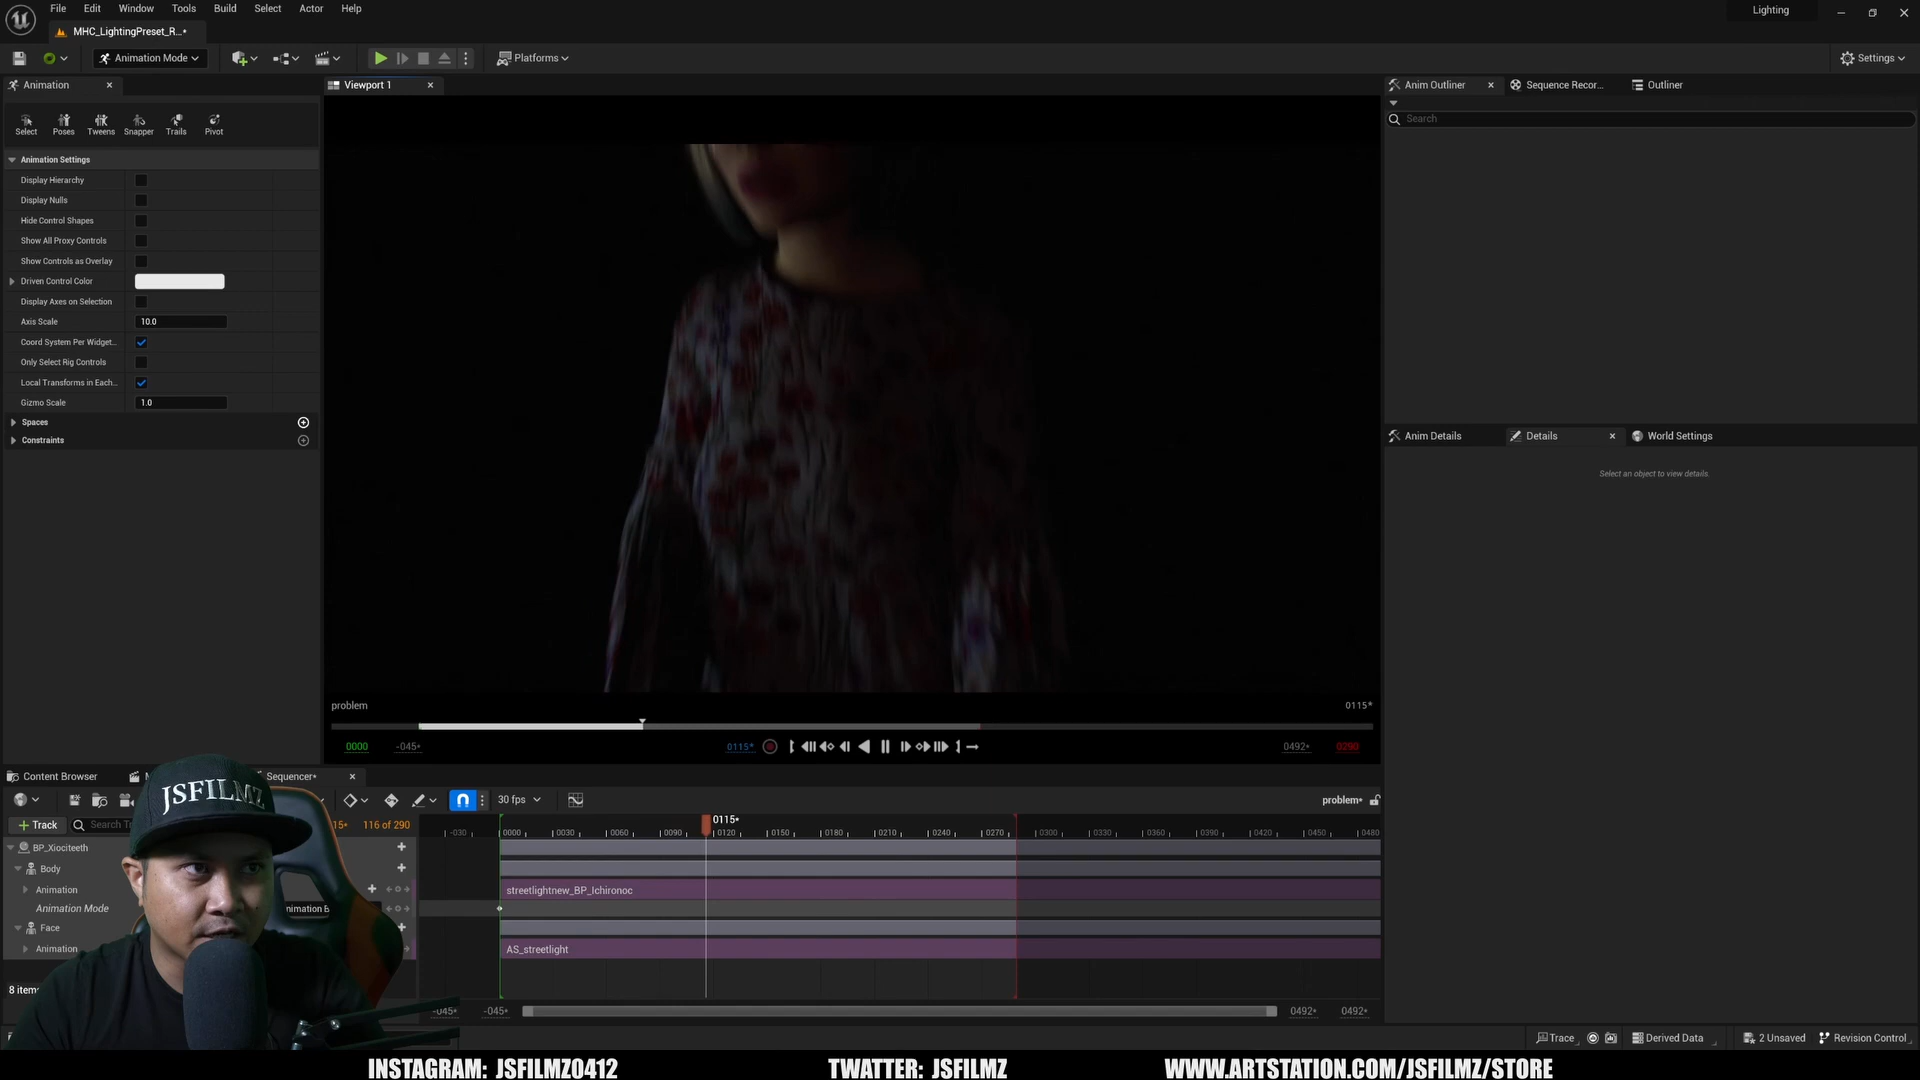 File Edit Window Tools Build Select Actor Help
Lighting
MHC_LightingPreset_R...*
Animation Mode
Platforms
Settings
Animation
Viewport 1
Anim Outliner
Sequence Recor...
Outliner
Search
Select Poses Tweens Snapper Trails Pivot
Animation Settings
Display Hierarchy
Display Nulls
Hide Control Shapes
Show All Proxy Controls
Show Controls as Overlay
Driven Control Color
Display Axes on Selection
Axis Scale 10.0
Coord System Per Widget...
Only Select Rig Controls
Local Transforms in Each...
Gizmo Scale 1.0
Spaces
Constraints
Anim Details
Details
World Settings
Select an object to view details.
problem 0115*
0000 -045* 0115* 0492* 0290
Content Browser
Sequencer*
30 fps
problem*
Track
Search
116 of 290
0115*
-030 0000 0030 0060 0090 0120 0150 0180 0210 0240 0270 0300 0330 0360 0390 0420 0450 0480
BP_Xiociteeth
Body
Animation
streetlightnew_BP_Ichironoc
Animation Mode
Face
Animation
AS_streetlight
JSFILMZ
-045* -045* 0492* 0492*
Trace
Derived Data
2 Unsaved
Revision Control
INSTAGRAM: JSFILMZ0412 TWATTER: JSFILMZ WWW.ARTSTATION.COM/JSFILMZ/STORE